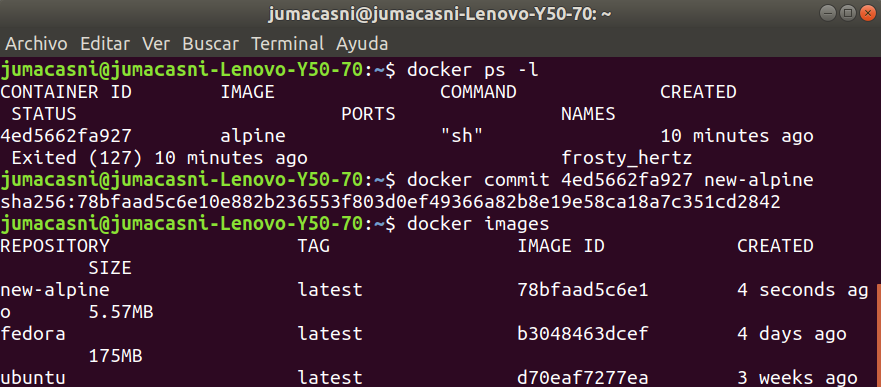 jumacasni@jumacasni-Lenovo-Y50-70: ~
Archivo Editar Ver Buscar Terminal Ayuda
jumacasni@jumacasni-Lenovo-Y50-70:~$ docker ps -l
CONTAINER ID        IMAGE               COMMAND             CREATED
 STATUS                        PORTS               NAMES
4ed5662fa927        alpine              "sh"                10 minutes ago
 Exited (127) 10 minutes ago                       frosty_hertz
jumacasni@jumacasni-Lenovo-Y50-70:~$ docker commit 4ed5662fa927 new-alpine
sha256:78bfaad5c6e10e882b236553f803d0ef49366a82b8e19e58ca18a7c351cd2842
jumacasni@jumacasni-Lenovo-Y50-70:~$ docker images
REPOSITORY                 TAG                 IMAGE ID            CREATED
        SIZE
new-alpine                 latest              78bfaad5c6e1        4 seconds ag
o       5.57MB
fedora                     latest              b3048463dcef        4 days ago
        175MB
ubuntu                     latest              d70eaf7277ea        3 weeks ago